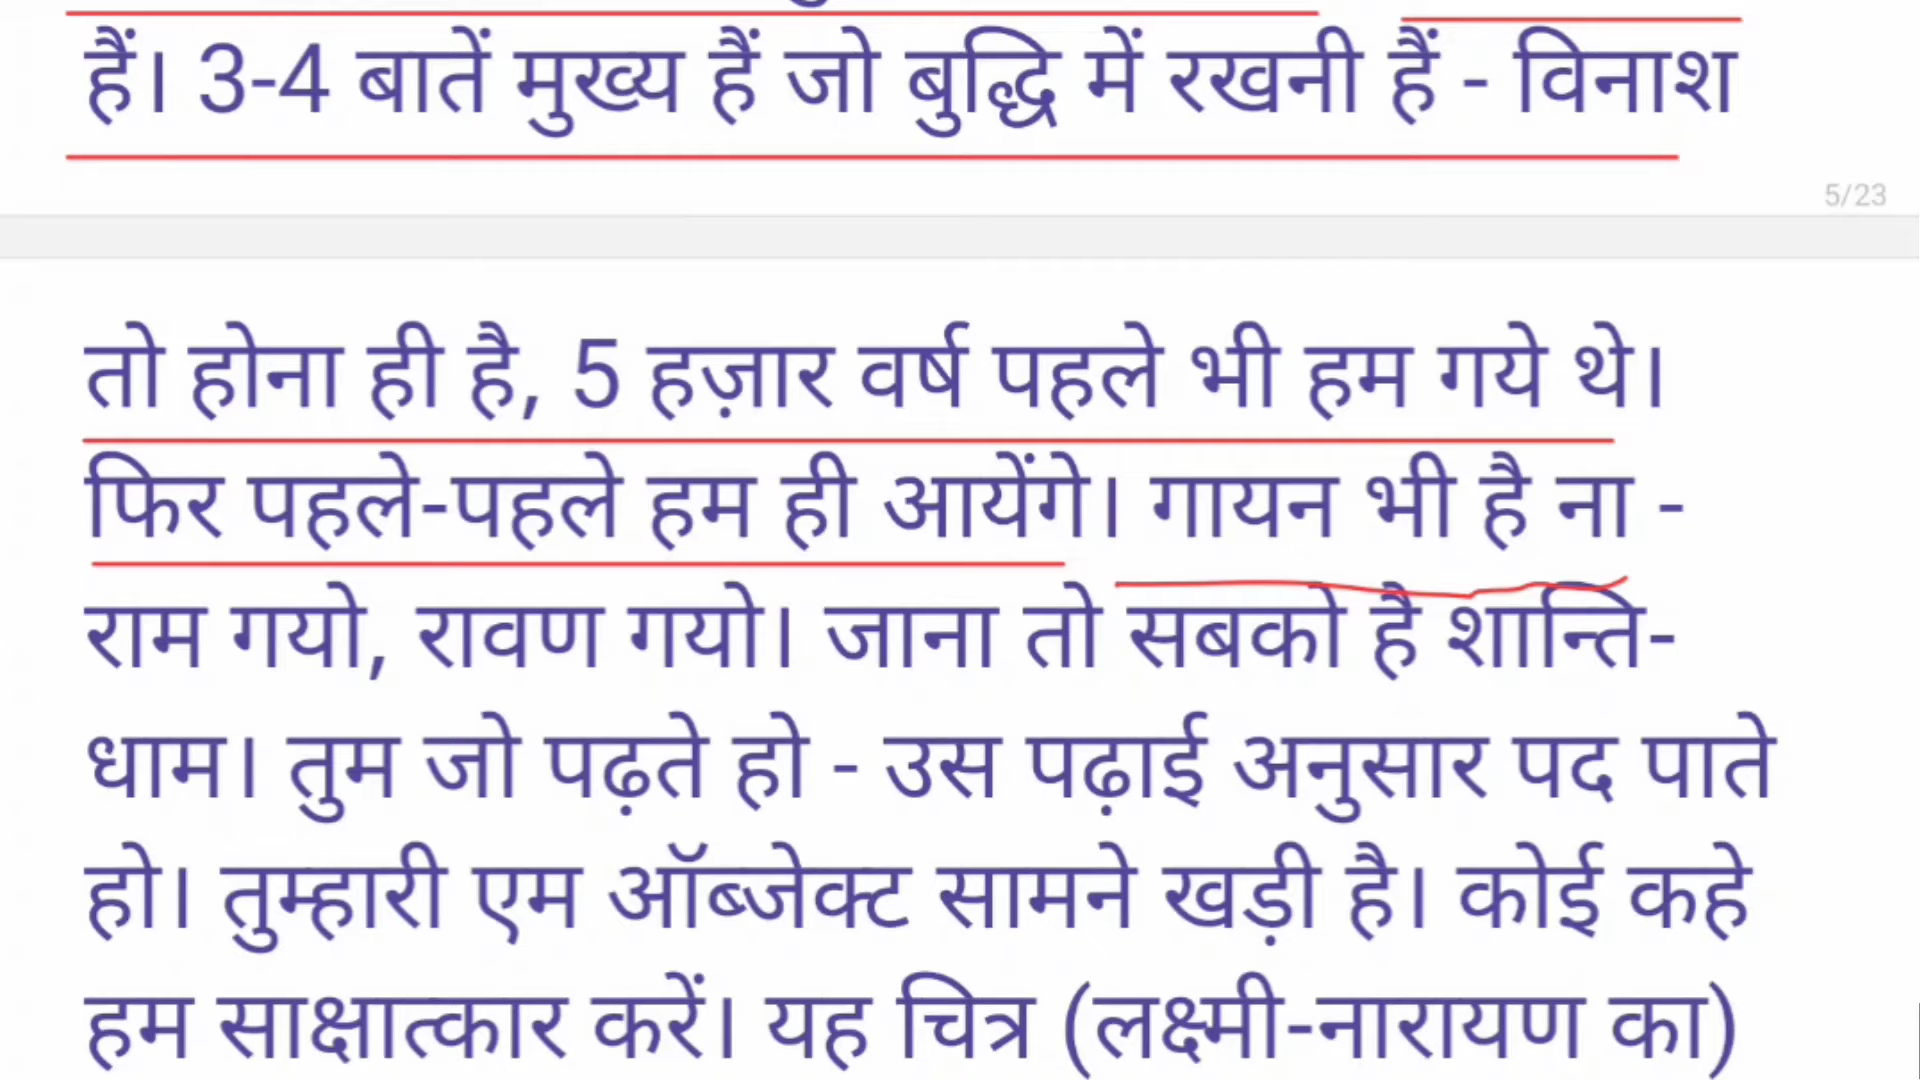 हैं। 3-4 बातें मुख्य हैं जो बुद्धि में रखनी हैं - विनाश
5/23
तो होना ही है, 5 हज़ार वर्ष पहले भी हम गये थे।
फिर पहले-पहले हम ही आयेंगे। गायन भी है ना -
राम गयो, रावण गयो। जाना तो सबको है शान्ति-
धाम। तुम जो पढ़ते हो - उस पढ़ाई अनुसार पद पाते
हो। तुम्हारी एम ऑब्जेक्ट सामने खड़ी है। कोई कहे
हम साक्षात्कार करें। यह चित्र (लक्ष्मी-नारायण का)